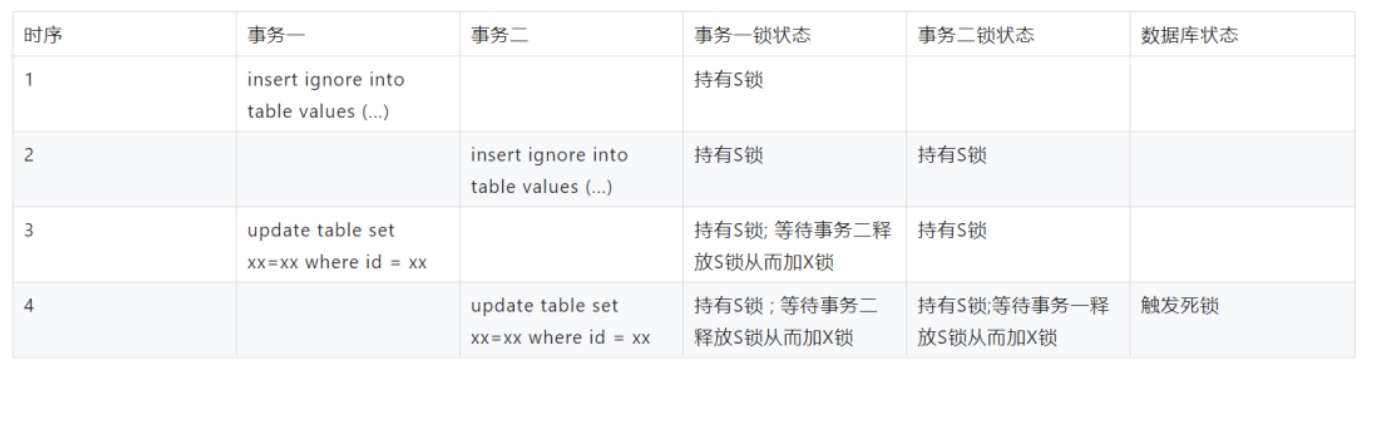 时序 事务一 事务二 事务一锁状态 事务二锁状态 数据库状态
1 insert ignore into 持有S锁
table values (...)
2 insert ignore into 持有S锁 持有S锁
table values (...)
3 update table set 持有S锁; 等待事务二释 持有S锁
xx=xx where id = xx 放S锁从而加X锁
4 update table set 持有S锁 ; 等待事务二 持有S锁;等待事务一释 触发死锁
xx=xx where id = xx 释放S锁从而加X锁 放S锁从而加X锁